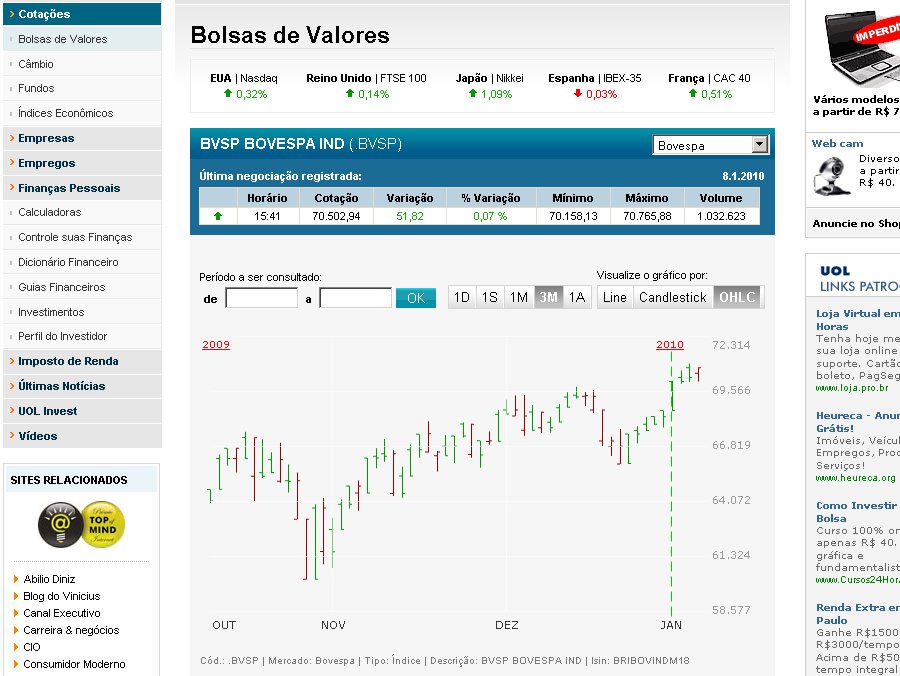 Cotações
Bolsas de Valores
Câmbio
Fundos
Índices Econômicos
Empresas
Empregos
Finanças Pessoais
Calculadoras
Controle suas Finanças
Dicionário Financeiro
Guias Financeiros
Investimentos
Perfil do Investidor
Imposto de Renda
Últimas Notícias
UOL Invest
Vídeos
SITES RELACIONADOS
@
Prêmio
TOP of
MIND
Internet
Abilio Diniz
Blog do Vinicius
Canal Executivo
Carreira & negócios
CIO
Consumidor Moderno
Bolsas de Valores
EUA | Nasdaq Reino Unido | FTSE 100 Japão | Nikkei Espanha | IBEX-35 França | CAC 40
0,32% 0,14% 1,09% 0,03% 0,51%
BVSP BOVESPA IND (.BVSP) Bovespa
Última negociação registrada: 8.1.2010
Horário Cotação Variação % Variação Mínimo Máximo Volume
15:41 70.502,94 51,82 0,07 % 70.158,13 70.765,88 1.032.623
Período a ser consultado: Visualize o gráfico por:
de a OK 1D 1S 1M 3M 1A Line Candlestick OHLC
2009 2010 72.314
69.566
66.819
64.072
61.324
58.577
OUT NOV DEZ JAN
Cód.: .BVSP | Mercado: Bovespa | Tipo: Índice | Descrição: BVSP BOVESPA IND | Isin: BRIBOVINDM18
IMPERDÍ
Vários modelos
a partir de R$ 7
Web cam
Diverso
a partir
R$ 40.
Anuncie no Shop
UOL
LINKS PATRO
Loja Virtual em
Horas
Tenha hoje me
sua loja online
suporte. Cartão
boleto, PagSeg
www.loja.pro.br
Heureca - Anun
Grátis!
Imóveis, Veícul
Empregos, Prod
Serviços!
www.heureca.org
Como Investir
Bolsa
Curso 100% on
apenas R$ 40.
gráfica e
fundamentalist
www.Cursos24Hor
Renda Extra em
Paulo
Ganhe R$1500
R$3000/tempo
Acima de R$50
tempo integral